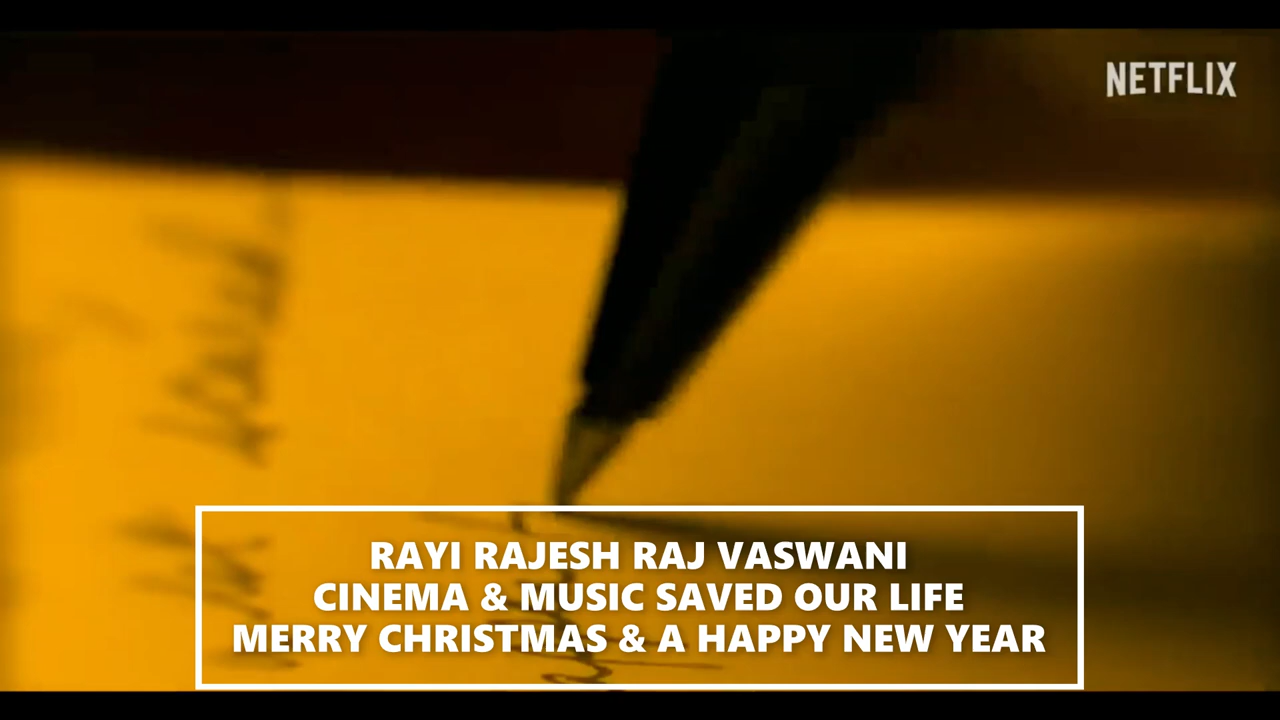 NETFLIX
RAYI RAJESH RAJ VASWANI
CINEMA & MUSIC SAVED OUR LIFE
MERRY CHRISTMAS & A HAPPY NEW YEAR